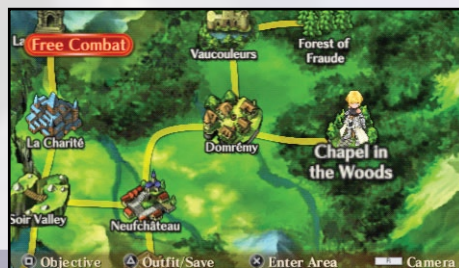 La
Free Combat
Vaucouleurs
Forest of
Fraude
La Charité
Domrémy
Chapel in
the Woods
Soir Valley
Neufchâteau
Objective
Outfit/Save
Enter Area
R Camera